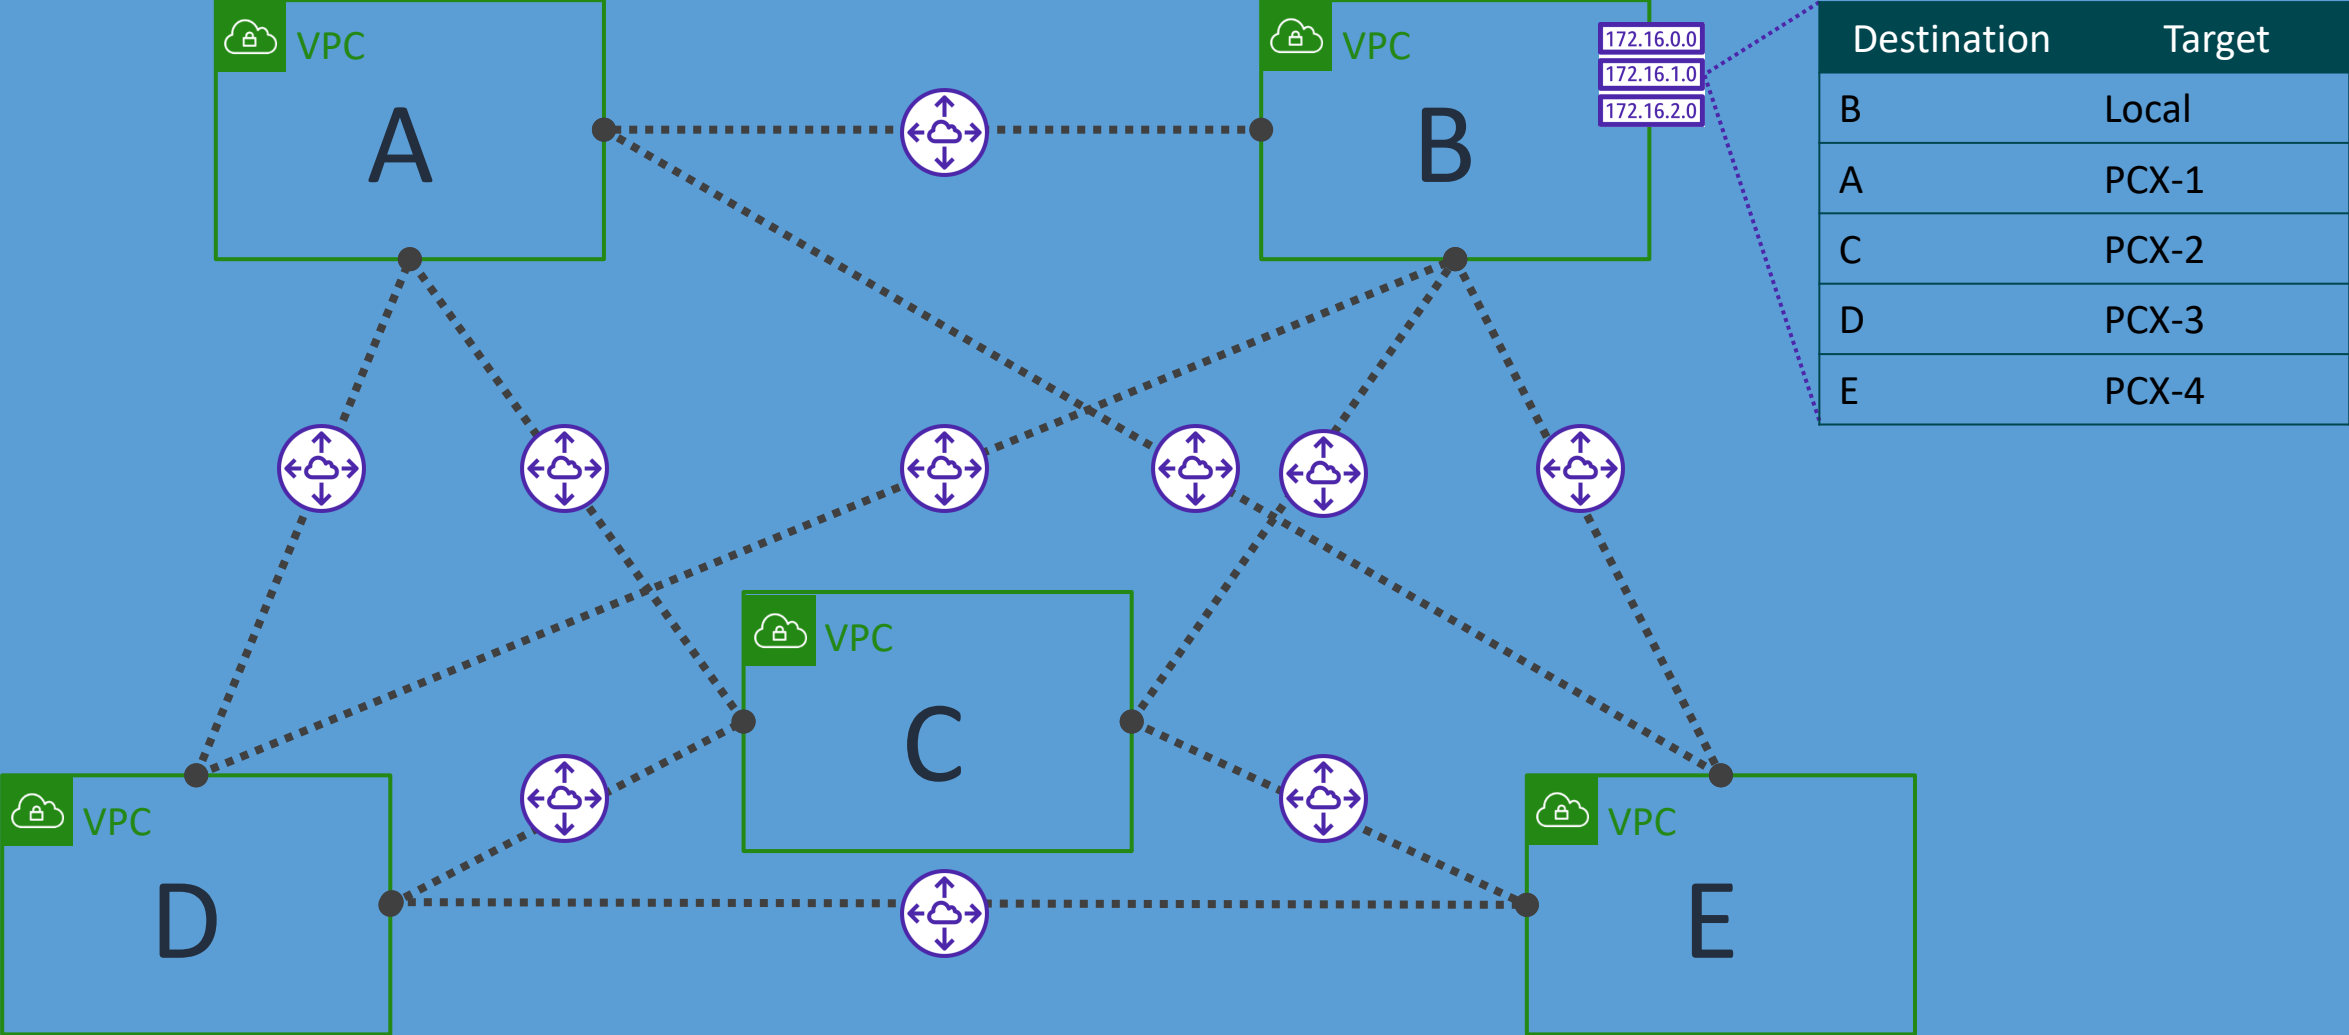 VPC
A
VPC
B
172.16.0.0
172.16.1.0
172.16.2.0
Destination Target
B Local
A PCX-1
C PCX-2
D PCX-3
E PCX-4
VPC
C
VPC
D
VPC
E